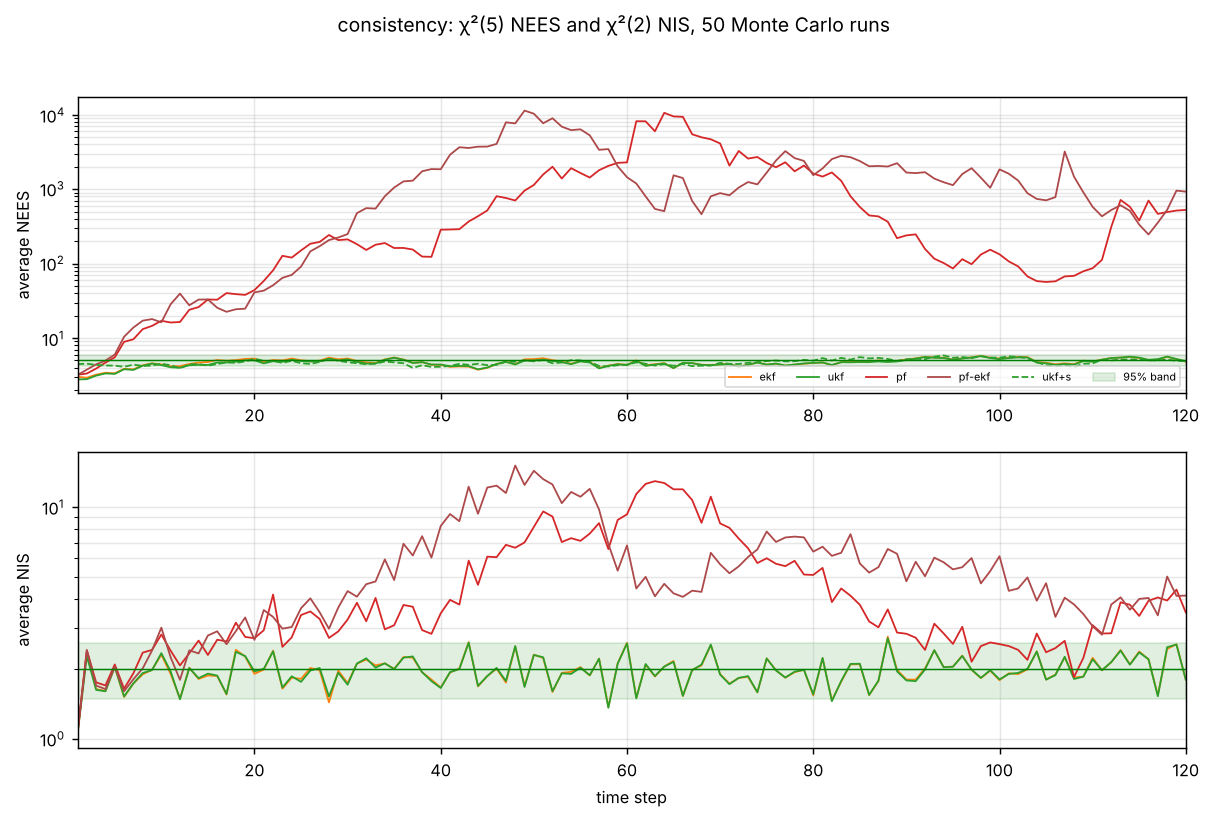 consistency: χ²(5) NEES and χ²(2) NIS, 50 Monte Carlo runs
average NEES
10⁴
10³
10²
10¹
ekf
ukf
pf
pf-ekf
ukf+s
95% band
20
40
60
80
100
120
average NIS
10¹
10⁰
20
40
60
80
100
120
time step